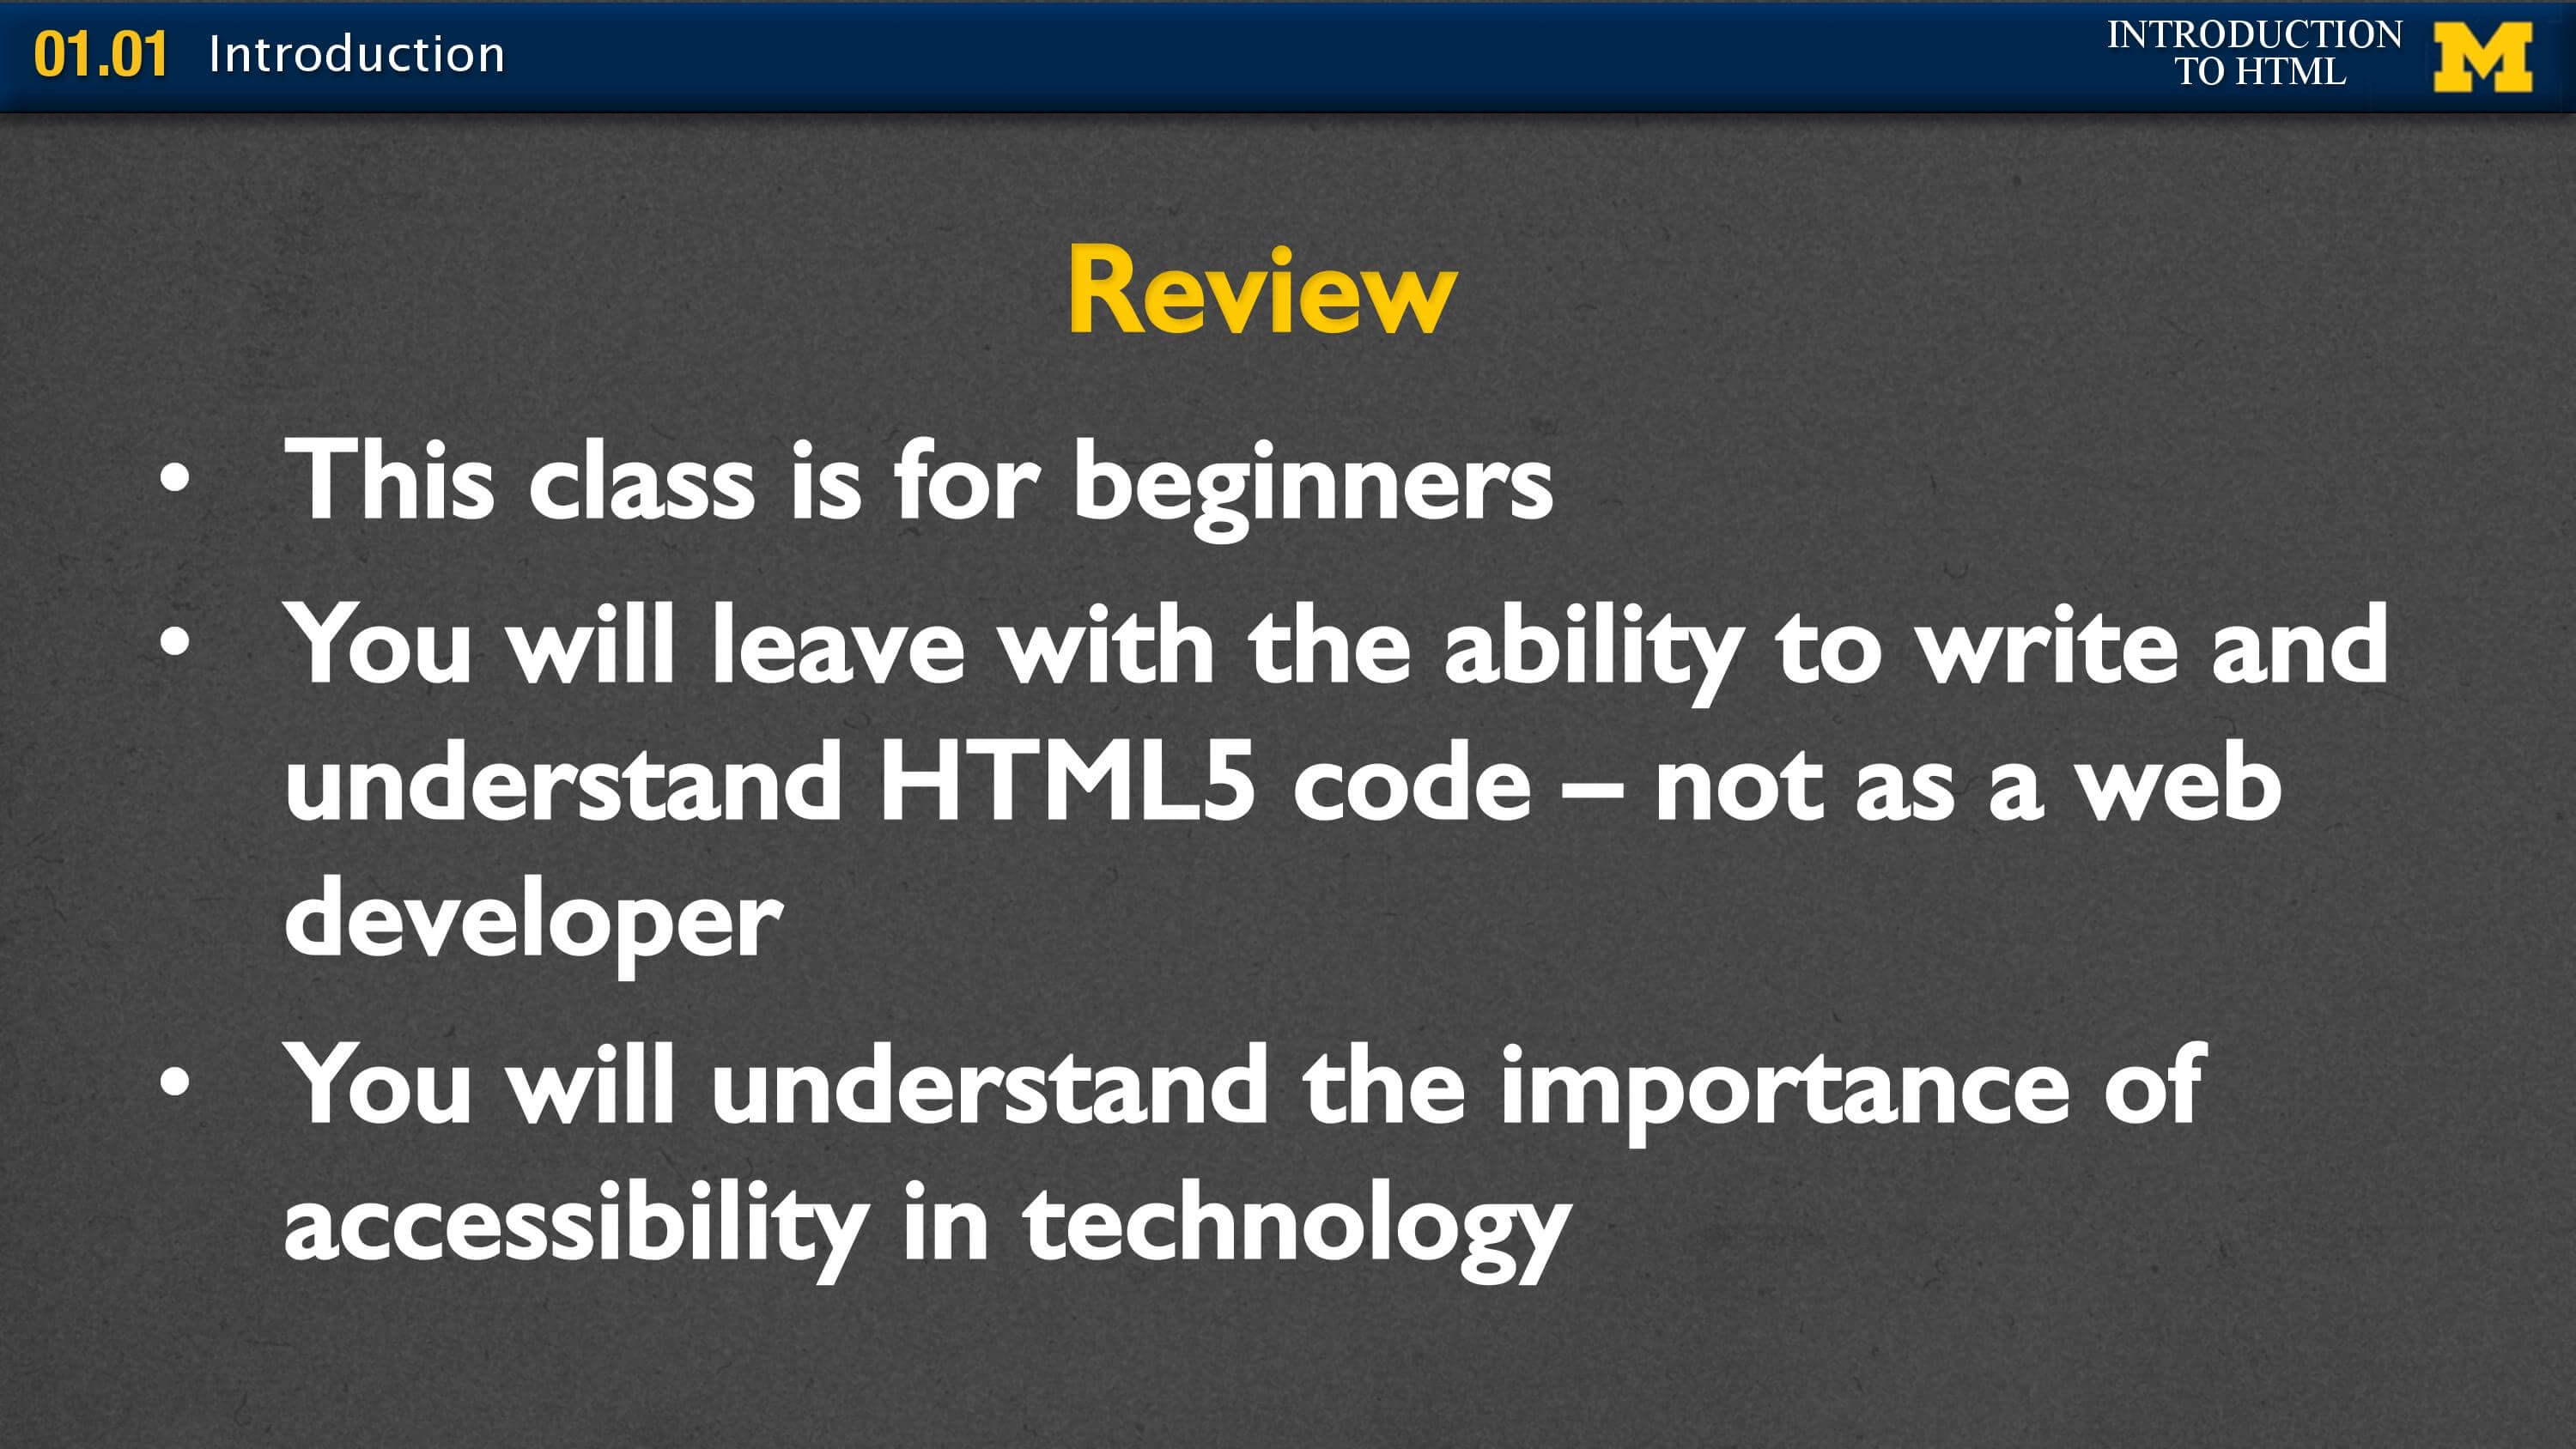 01.01 Introduction
INTRODUCTION
TO HTML
M
Review
• This class is for beginners
• You will leave with the ability to write and
understand HTML5 code – not as a web
developer
• You will understand the importance of
accessibility in technology